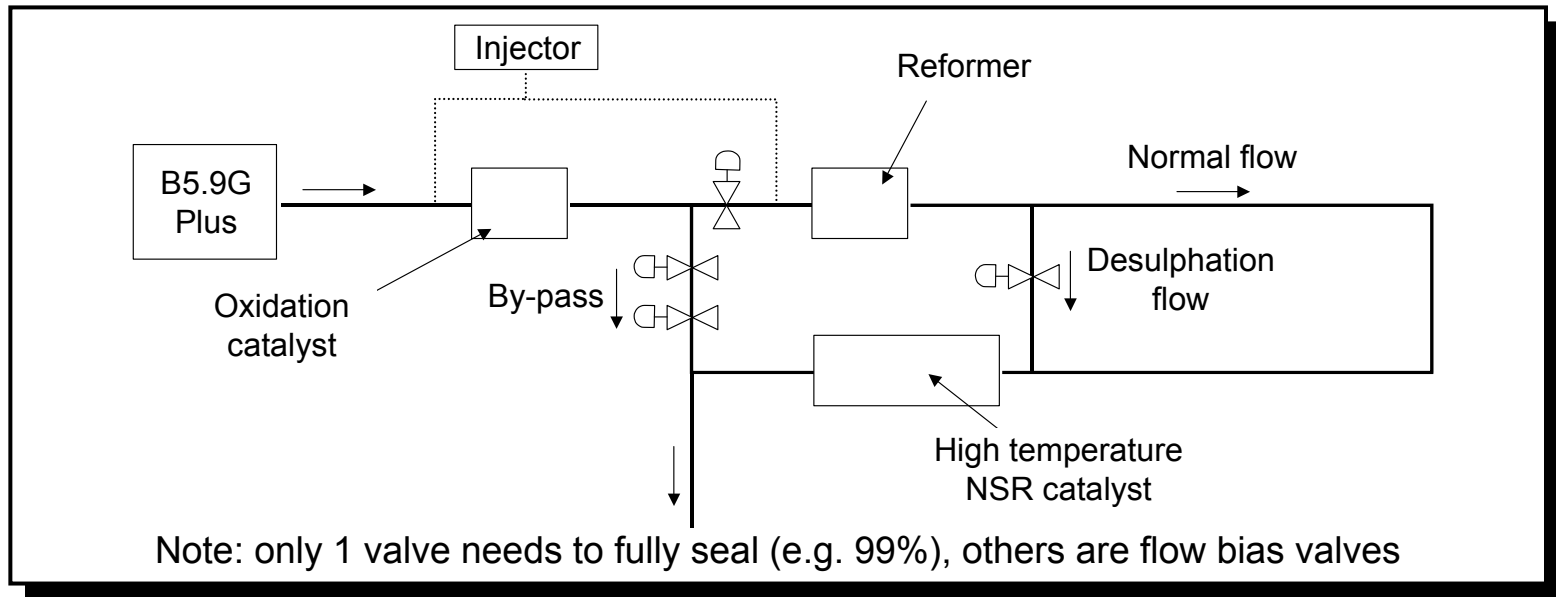 Injector
Reformer
B5.9G
Plus
Normal flow
Oxidation
catalyst
By-pass
Desulphation
flow
High temperature
NSR catalyst
Note: only 1 valve needs to fully seal (e.g. 99%), others are flow bias valves